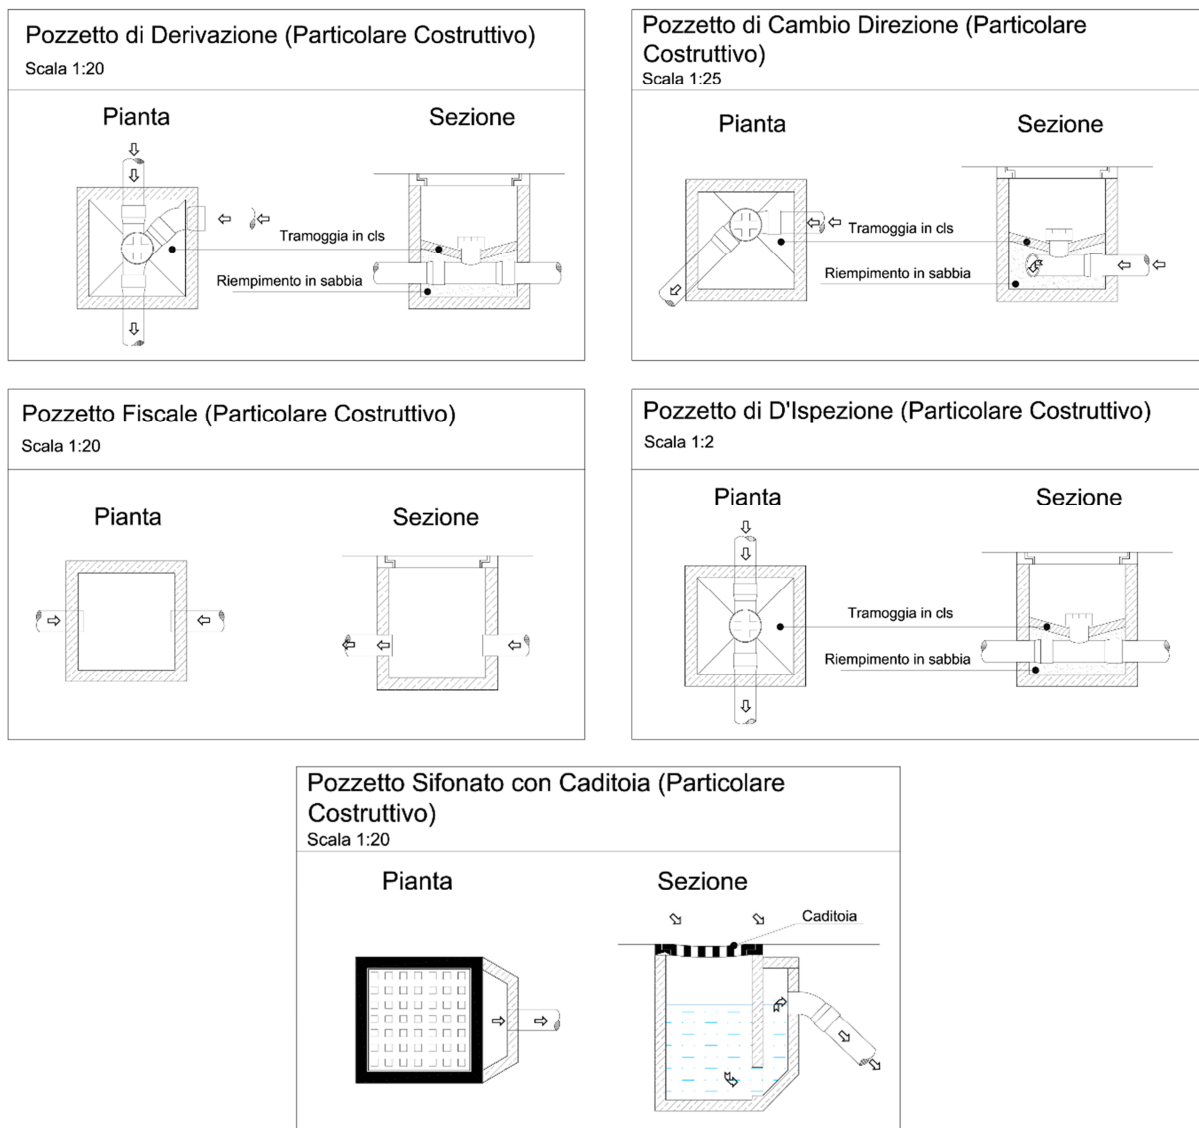 Pozzetto di Derivazione (Particolare Costruttivo)
Scala 1:20
Pianta
Sezione
Tramoggia in cls
Riempimento in sabbia
Pozzetto di Cambio Direzione (Particolare
Costruttivo)
Scala 1:25
Pianta
Sezione
Tramoggia in cls
Riempimento in sabbia
Pozzetto Fiscale (Particolare Costruttivo)
Scala 1:20
Pianta
Sezione
Pozzetto di D'Ispezione (Particolare Costruttivo)
Scala 1:2
Pianta
Sezione
Tramoggia in cls
Riempimento in sabbia
Pozzetto Sifonato con Caditoia (Particolare
Costruttivo)
Scala 1:20
Pianta
Sezione
Caditoia